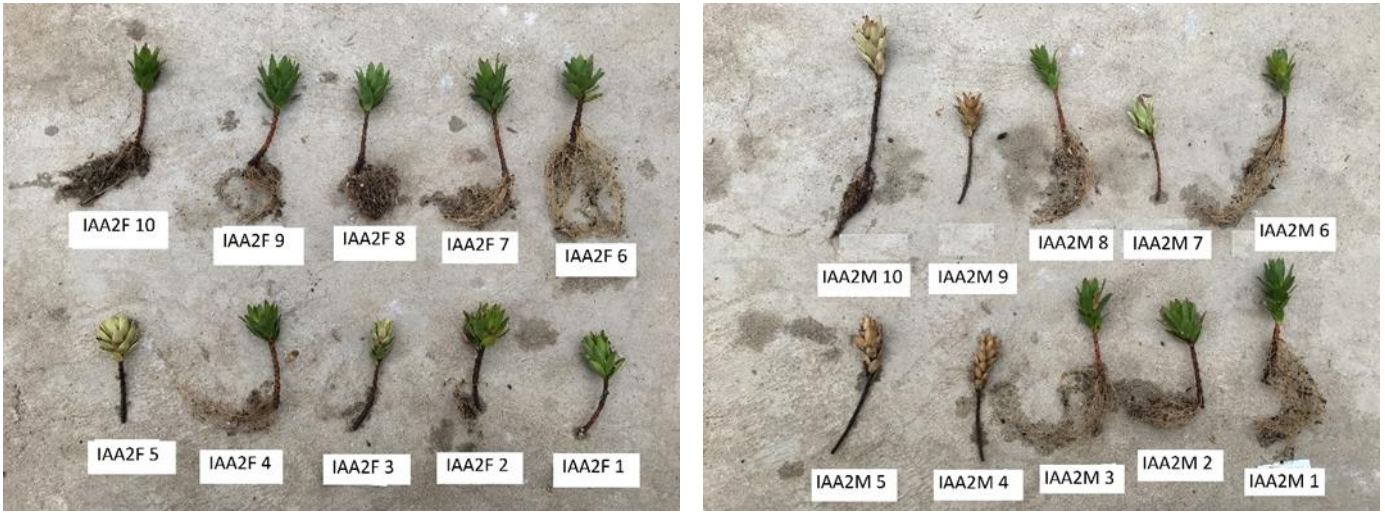 IAA2F 10
IAA2F 9
IAA2F 8
IAA2F 7
IAA2F 6
IAA2F 5
IAA2F 4
IAA2F 3
IAA2F 2
IAA2F 1
IAA2M 10
IAA2M 9
IAA2M 8
IAA2M 7
IAA2M 6
IAA2M 5
IAA2M 4
IAA2M 3
IAA2M 2
IAA2M 1